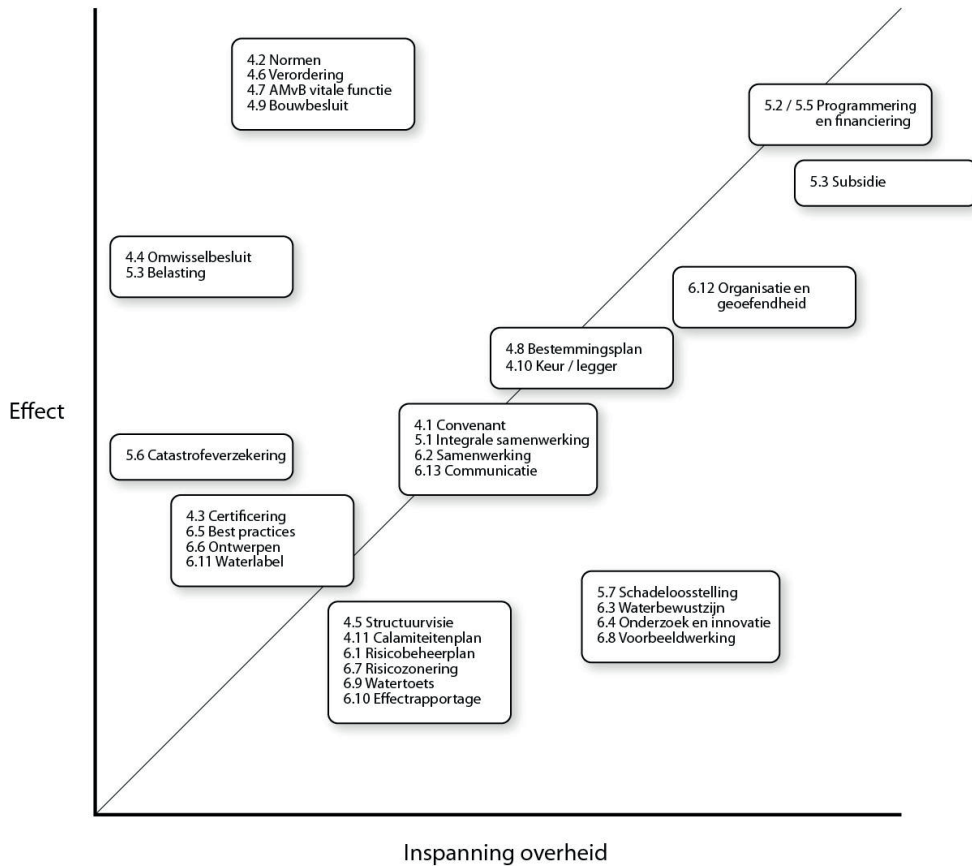 4.2 Normen
4.6 Verordering
4.7 AMvB vitale functie
4.9 Bouwbesluit
5.2 / 5.5 Programmering
en financiering
5.3 Subsidie
4.4 Omwisselbesluit
5.3 Belasting
6.12 Organisatie en
geoefendheid
4.8 Bestemmingsplan
4.10 Keur / legger
Effect
4.1 Convenant
5.1 Integrale samenwerking
6.2 Samenwerking
6.13 Communicatie
5.6 Catastrofeverzekering
4.3 Certificering
6.5 Best practices
6.6 Ontwerpen
6.11 Waterlabel
5.7 Schadeloosstelling
6.3 Waterbewustzijn
6.4 Onderzoek en innovatie
6.8 Voorbeeldwerking
4.5 Structuurvisie
4.11 Calamiteitenplan
6.1 Risicobeheerplan
6.7 Risicozonering
6.9 Watertoets
6.10 Effectrapportage
Inspanning overheid